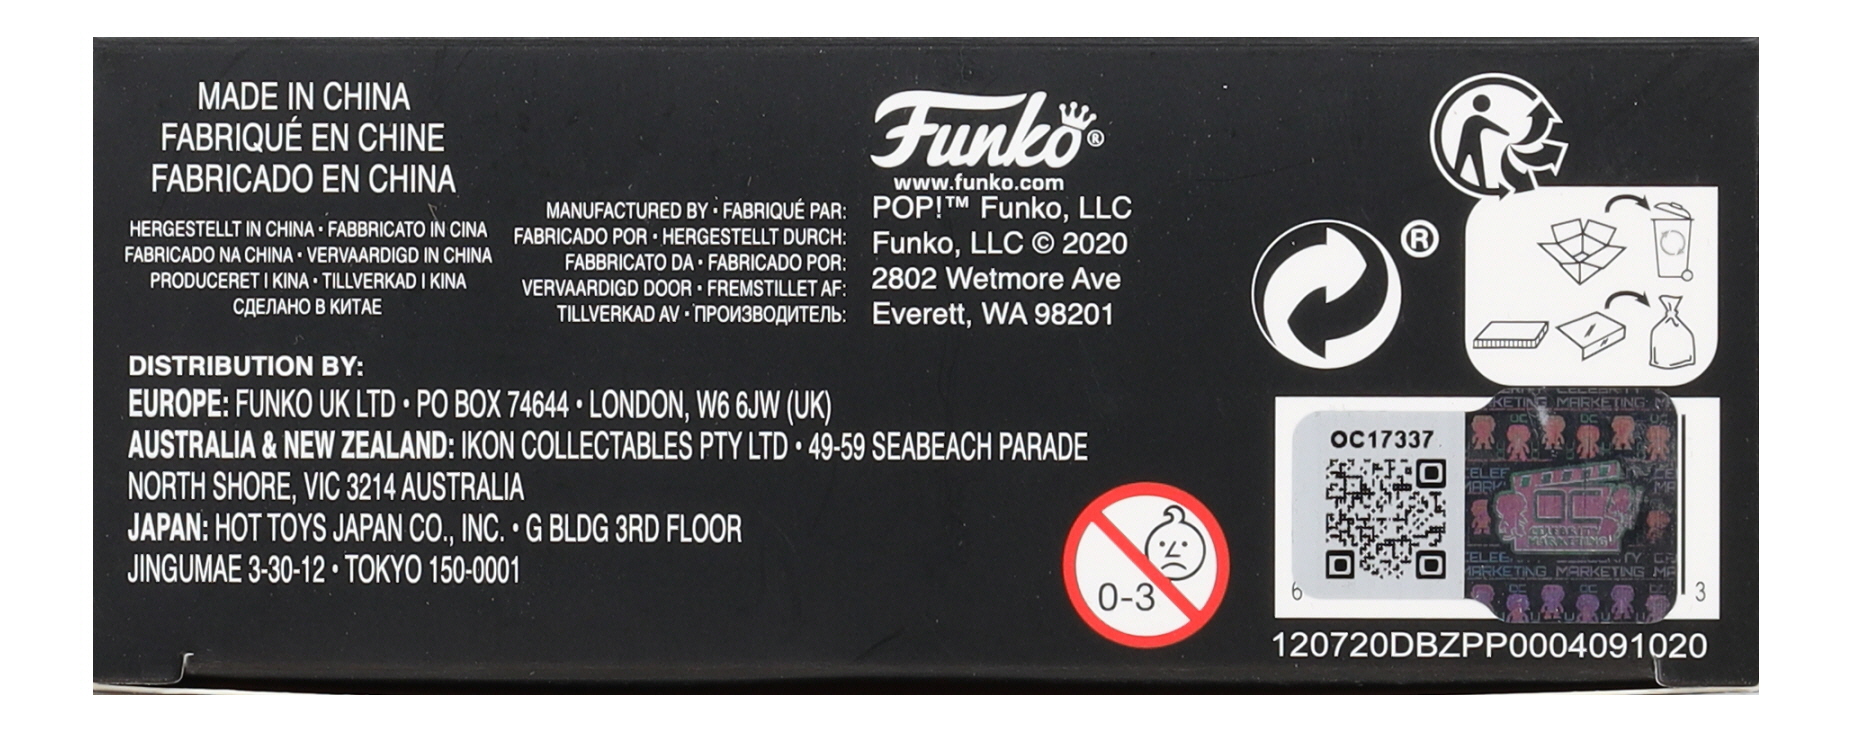 MADE IN CHINA
FABRIQUÉ EN CHINE
FABRICADO EN CHINA
HERGESTELLT IN CHINA • FABBRICATO IN CINA
FABRICADO NA CHINA • VERVAARDIGD IN CHINA
PRODUCERET I KINA • TILLVERKAD I KINA
СДЕЛАНО В КИТАЕ
MANUFACTURED BY • FABRIQUÉ PAR:
FABRICADO POR • HERGESTELLT DURCH:
FABBRICATO DA • FABRICADO POR:
VERVAARDIGD DOOR • FREMSTILLET AF:
TILLVERKAD AV • ПРОИЗВОДИТЕЛЬ:
Funko®
www.funko.com
POP!™ Funko, LLC
Funko, LLC © 2020
2802 Wetmore Ave
Everett, WA 98201
DISTRIBUTION BY:
EUROPE: FUNKO UK LTD • PO BOX 74644 • LONDON, W6 6JW (UK)
AUSTRALIA & NEW ZEALAND: IKON COLLECTABLES PTY LTD • 49-59 SEABEACH PARADE
NORTH SHORE, VIC 3214 AUSTRALIA
JAPAN: HOT TOYS JAPAN CO., INC. • G BLDG 3RD FLOOR
JINGUMAE 3-30-12 • TOKYO 150-0001
0-3
®
OC17337
MARKETING
OC
CELEBRITY
MARKETING
MARKETING MARKETING
6 3
120720DBZPP0004091020